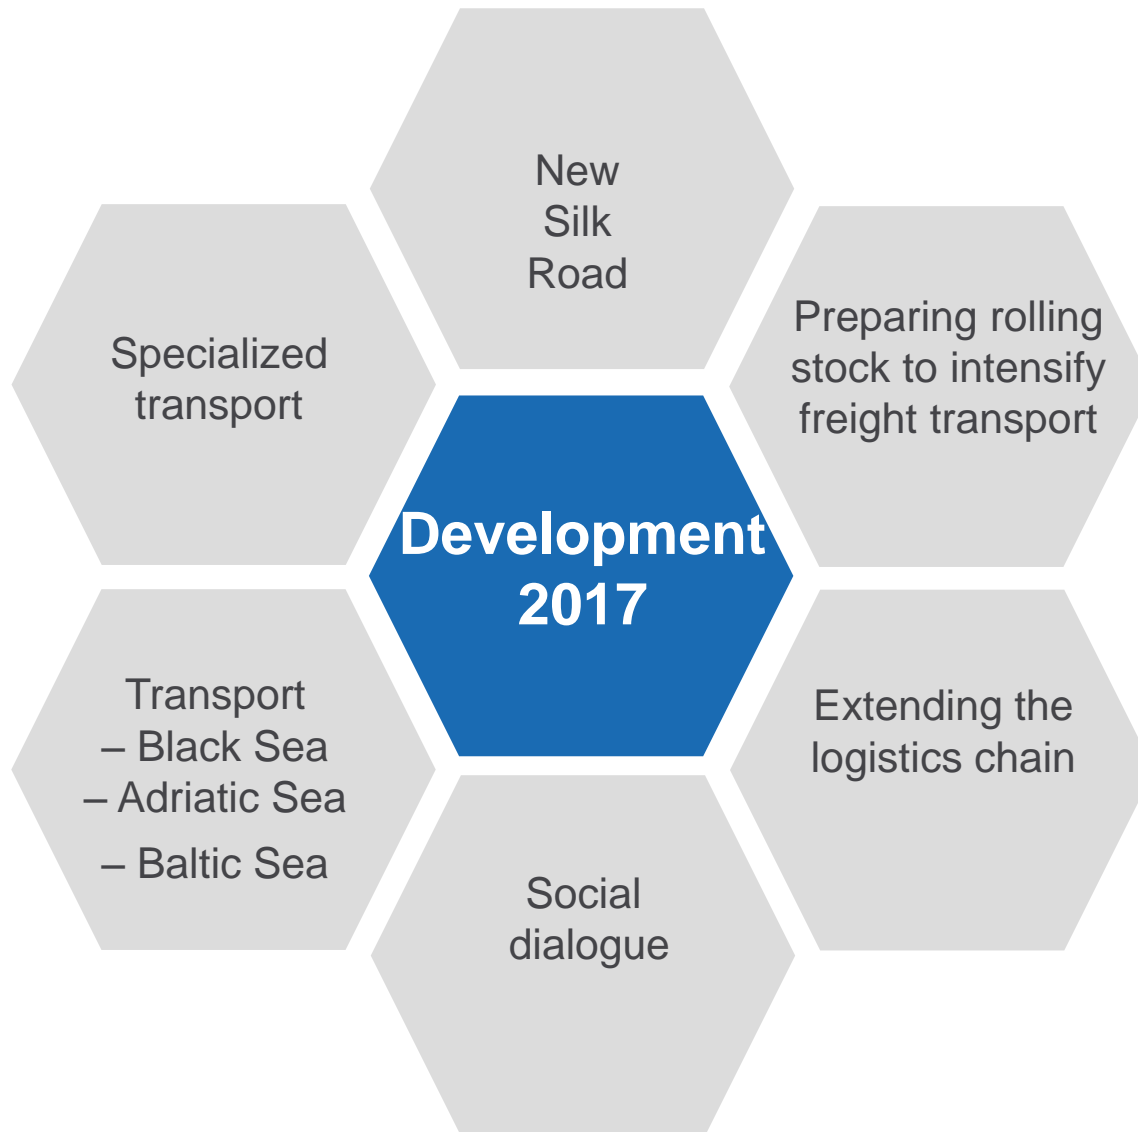 New
Silk
Road
Specialized
transport
Preparing rolling
stock to intensify
freight transport
Development
2017
Transport
– Black Sea
– Adriatic Sea
– Baltic Sea
Extending the
logistics chain
Social
dialogue